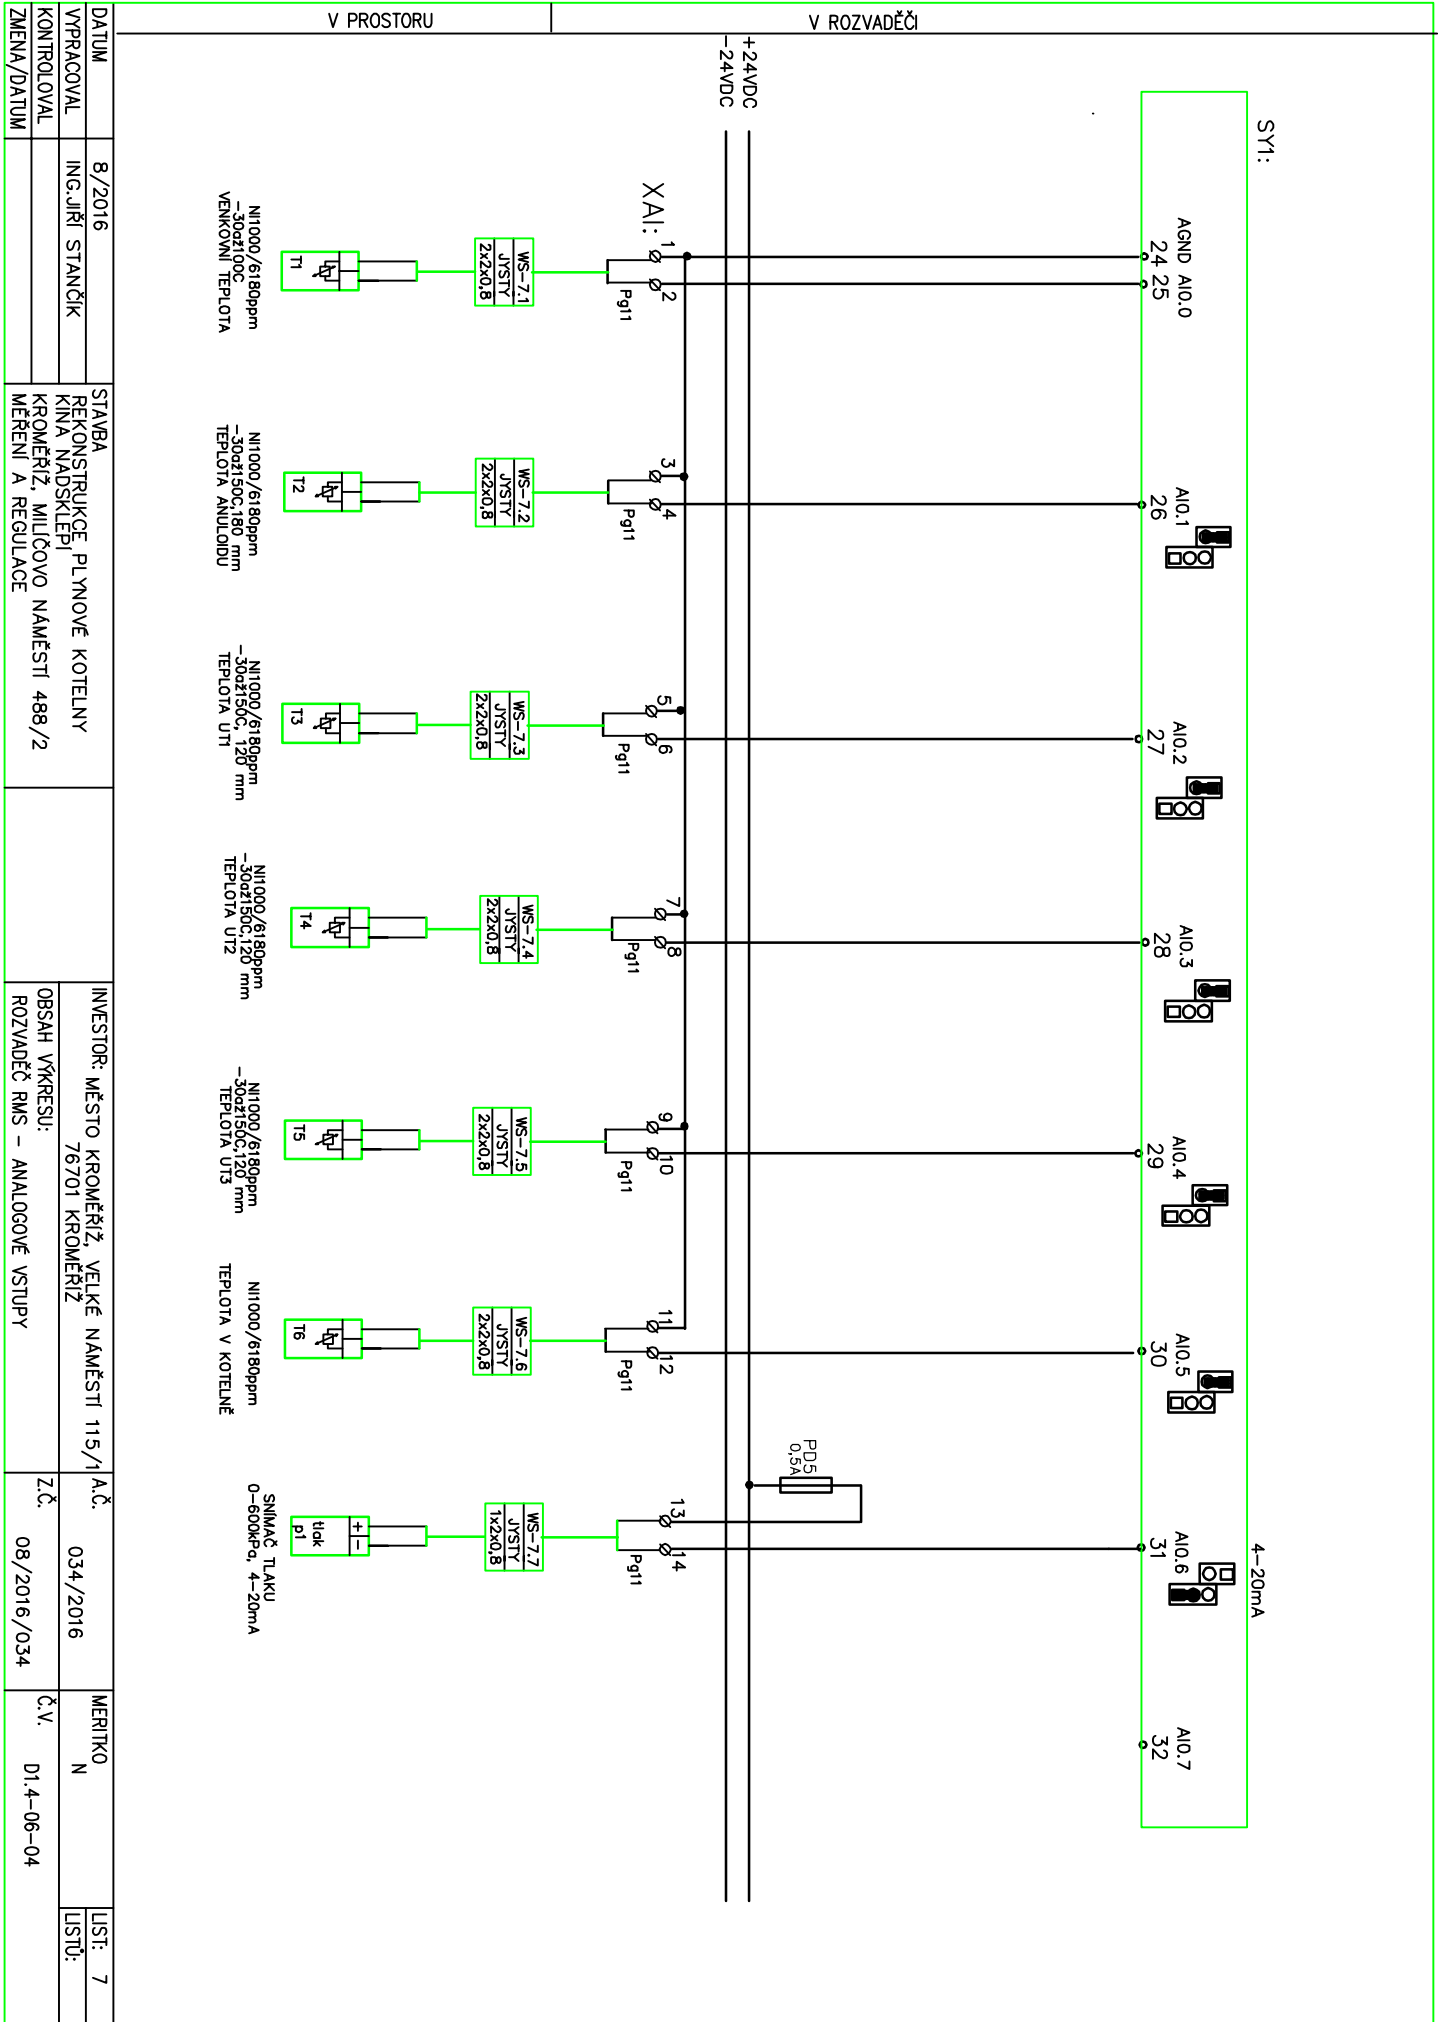 SY1:
4-20mA
AGND
AI0.0
AI0.1
AI0.2
AI0.3
AI0.4
AI0.5
AI0.6
AI0.7
24
25
26
27
28
29
30
31
32
V ROZVADĚČI
V PROSTORU
+24VDC
-24VDC
PD5
0,5A
XAI:
1
2
3
4
5
6
7
8
9
10
11
12
13
14
Pg11
Pg11
Pg11
Pg11
Pg11
Pg11
Pg11
WS-7.1
JYSTY
2x2x0,8
WS-7.2
JYSTY
2x2x0,8
WS-7.3
JYSTY
2x2x0,8
WS-7.4
JYSTY
2x2x0,8
WS-7.5
JYSTY
2x2x0,8
WS-7.6
JYSTY
2x2x0,8
WS-7.7
JYSTY
1x2x0,8
T1
T2
T3
T4
T5
T6
+ -
tlak
p1
NI1000/6180ppm
-30až100C
VENKOVNÍ TEPLOTA
NI1000/6180ppm
-30až150C,180 mm
TEPLOTA ANULOIDU
NI1000/6180ppm
-30až150C, 120 mm
TEPLOTA UT1
NI1000/6180ppm
-30až150C,120 mm
TEPLOTA UT2
NI1000/6180ppm
-30až150C,120 mm
TEPLOTA UT3
NI1000/6180ppm
TEPLOTA V KOTELNĚ
SNÍMAČ TLAKU
0-600kPa, 4-20mA
DATUM
8/2016
VYPRACOVAL
ING.JIŘÍ STANČÍK
KONTROLOVAL
ZMENA/DATUM
STAVBA
REKONSTRUKCE PLYNOVÉ KOTELNY
KINA NADSKLEPÍ
KROMĚŘÍŽ, MILÍČOVO NÁMĚSTÍ 488/2
MĚŘENÍ A REGULACE
INVESTOR: MĚSTO KROMĚŘÍŽ, VELKÉ NÁMĚSTÍ 115/1
76701 KROMĚŘÍŽ
OBSAH VÝKRESU:
ROZVADĚČ RMS - ANALOGOVÉ VSTUPY
A.Č.
034/2016
Z.Č.
08/2016/034
MERITKO
N
Č.V.
D1.4-06-04
LIST: 7
LISTŮ: